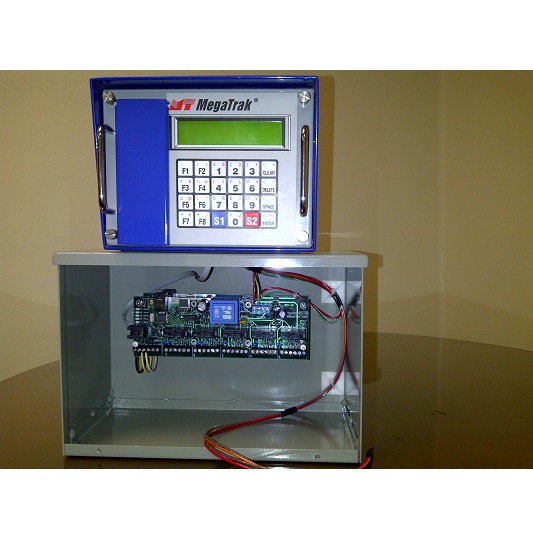 MT MegaTrak®
F1 F2 1 2 3 CLEAR
F3 F4 4 5 6 DELETE
F5 F6 7 8 9 SPACE
F7 F8 S1 0 S2 ENTER